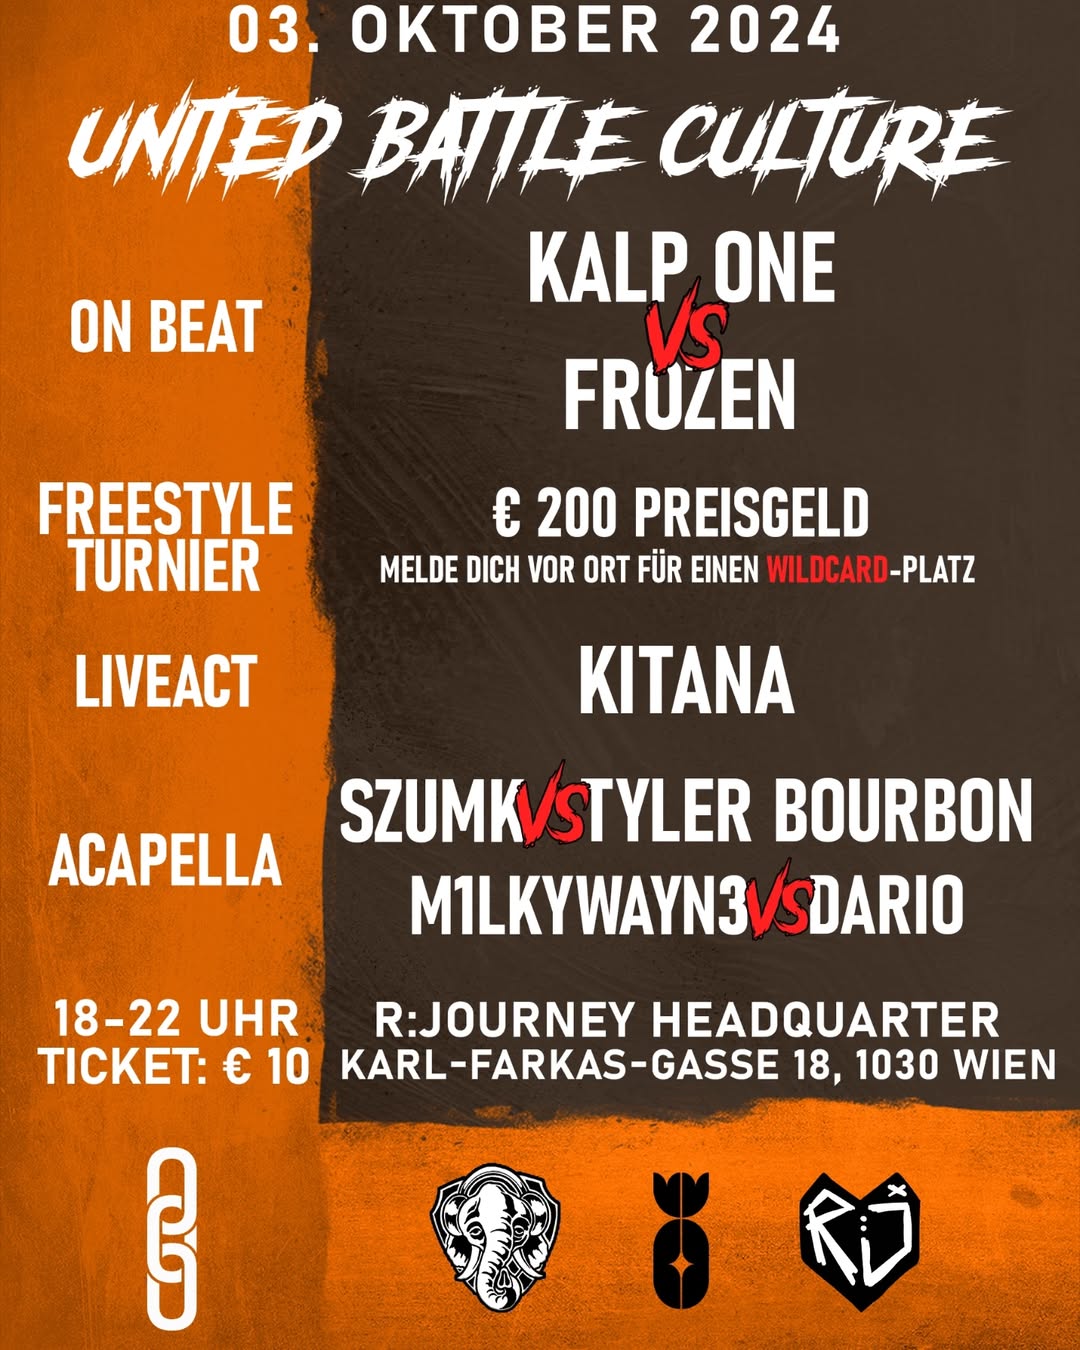 03. OKTOBER 2024
UNITED BATTLE CULTURE
ON BEAT
KALP ONE
VS
FROZEN
FREESTYLE
TURNIER
€ 200 PREISGELD
MELDE DICH VOR ORT FÜR EINEN WILDCARD-PLATZ
LIVEACT
KITANA
ACAPELLA
SZUMK VS TYLER BOURBON
M1LKYWAYN3 VS DARIO
18-22 UHR
TICKET: € 10
R:JOURNEY HEADQUARTER
KARL-FARKAS-GASSE 18, 1030 WIEN
R:J